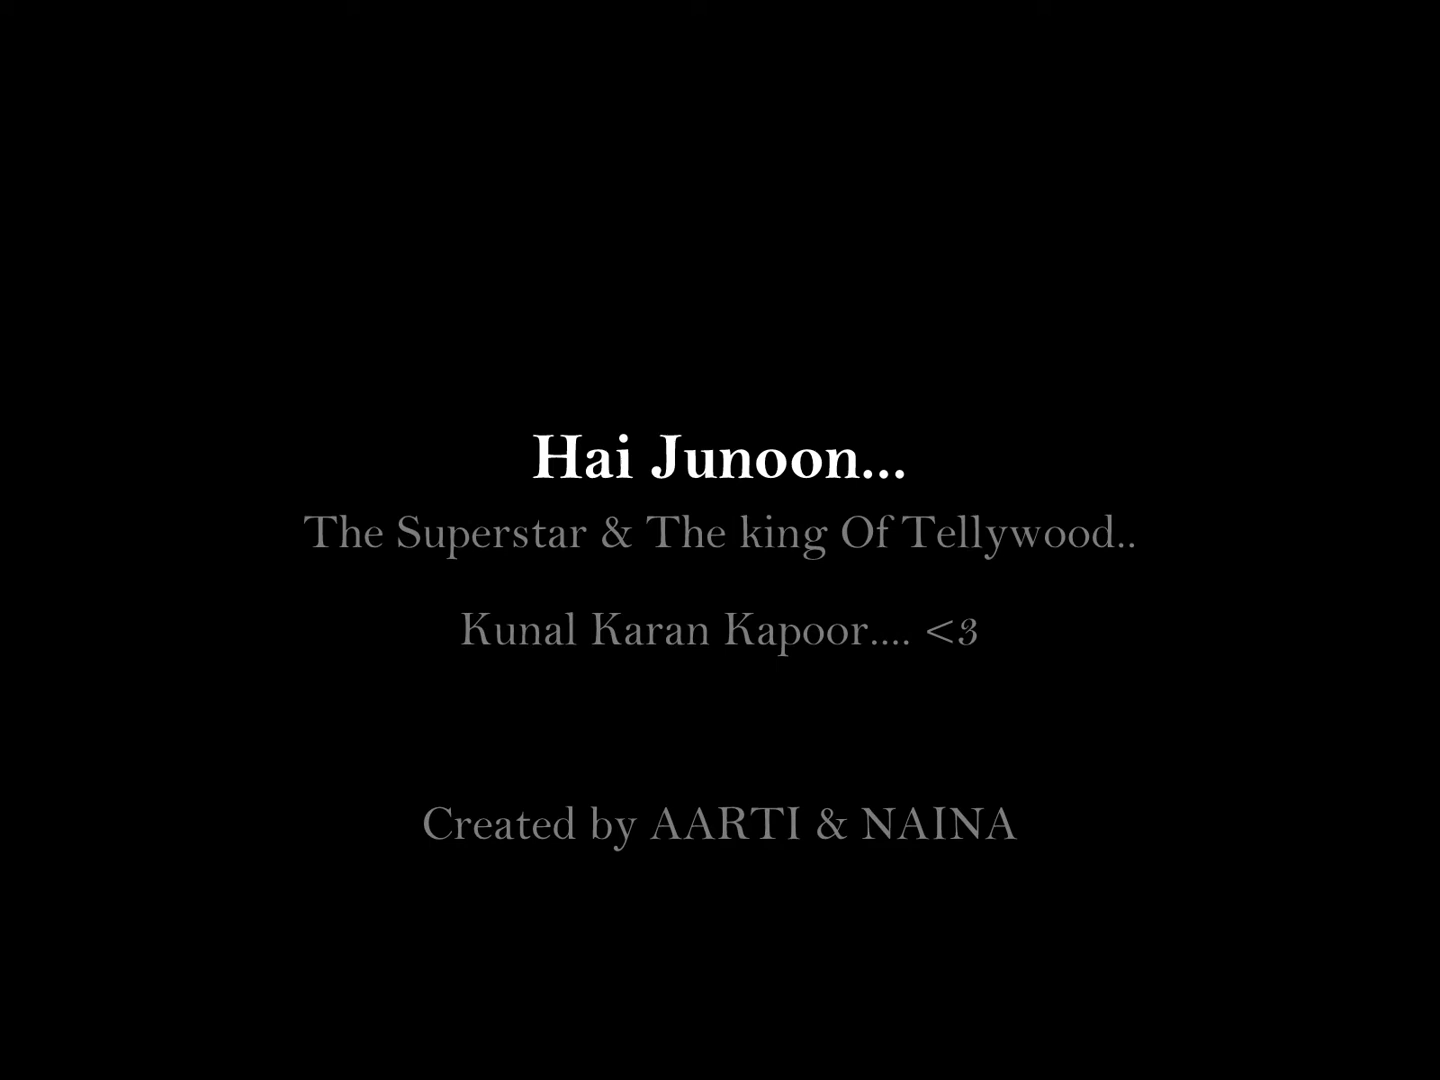 Hai Junoon...
The Superstar & The king Of Tellywood..
Kunal Karan Kapoor.... <3
Created by AARTI & NAINA